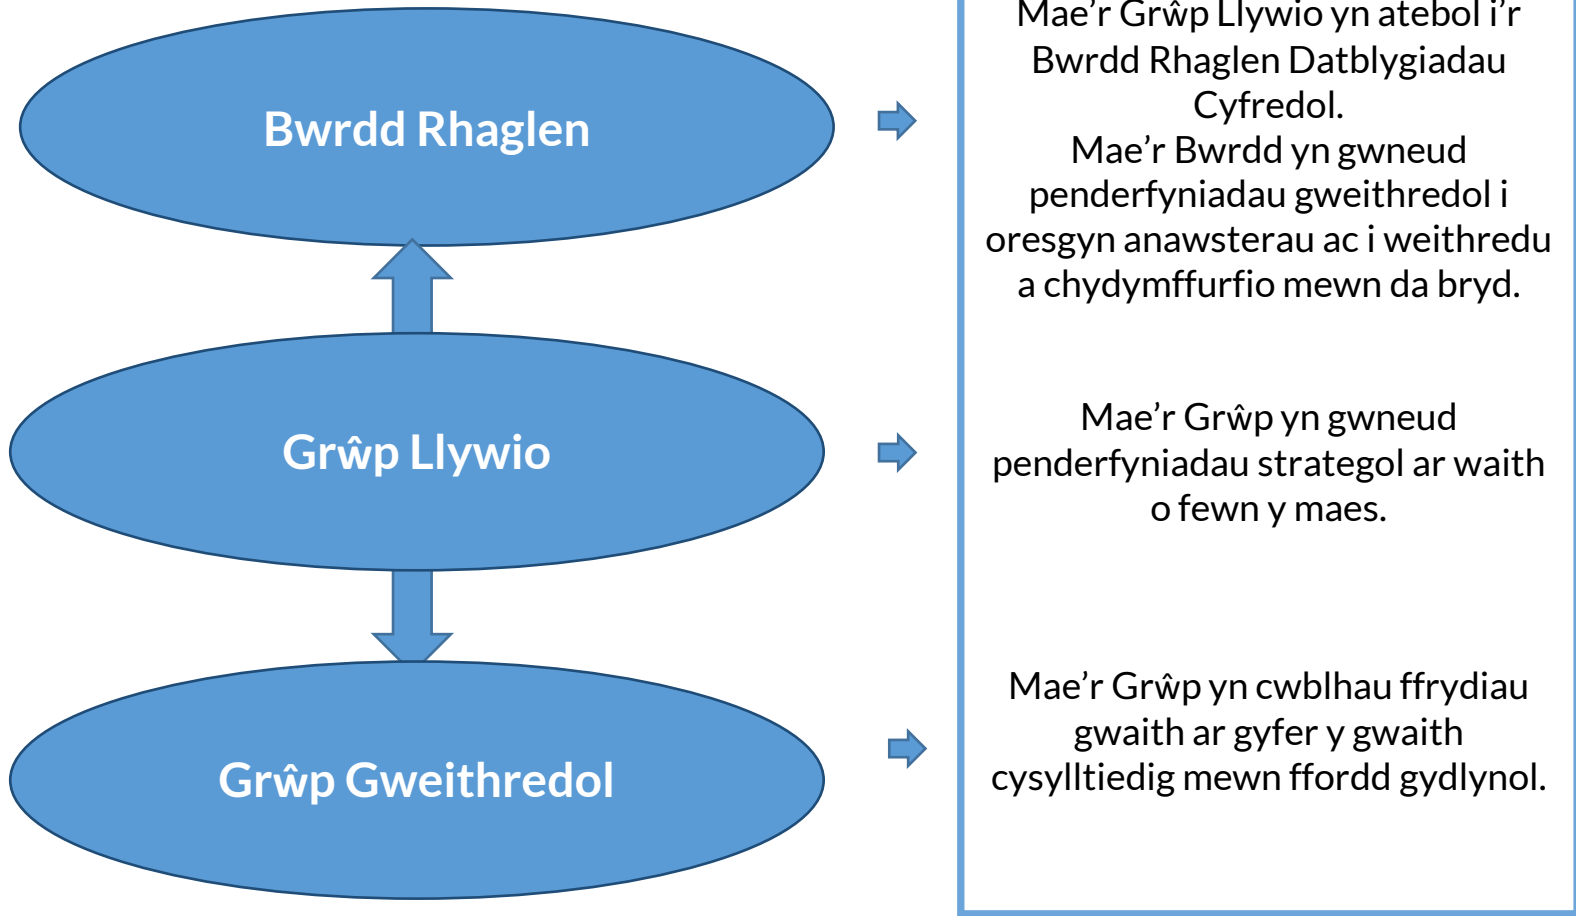 Bwrdd Rhaglen
Mae’r Grŵp Llywio yn atebol i’r
Bwrdd Rhaglen Datblygiadau
Cyfredol.
Mae’r Bwrdd yn gwneud
penderfyniadau gweithredol i
oresgyn anawsterau ac i weithredu
a chydymffurfio mewn da bryd.
Grŵp Llywio
Mae’r Grŵp yn gwneud
penderfyniadau strategol ar waith
o fewn y maes.
Grŵp Gweithredol
Mae’r Grŵp yn cwblhau ffrydiau
gwaith ar gyfer y gwaith
cysylltiedig mewn ffordd gydlynol.